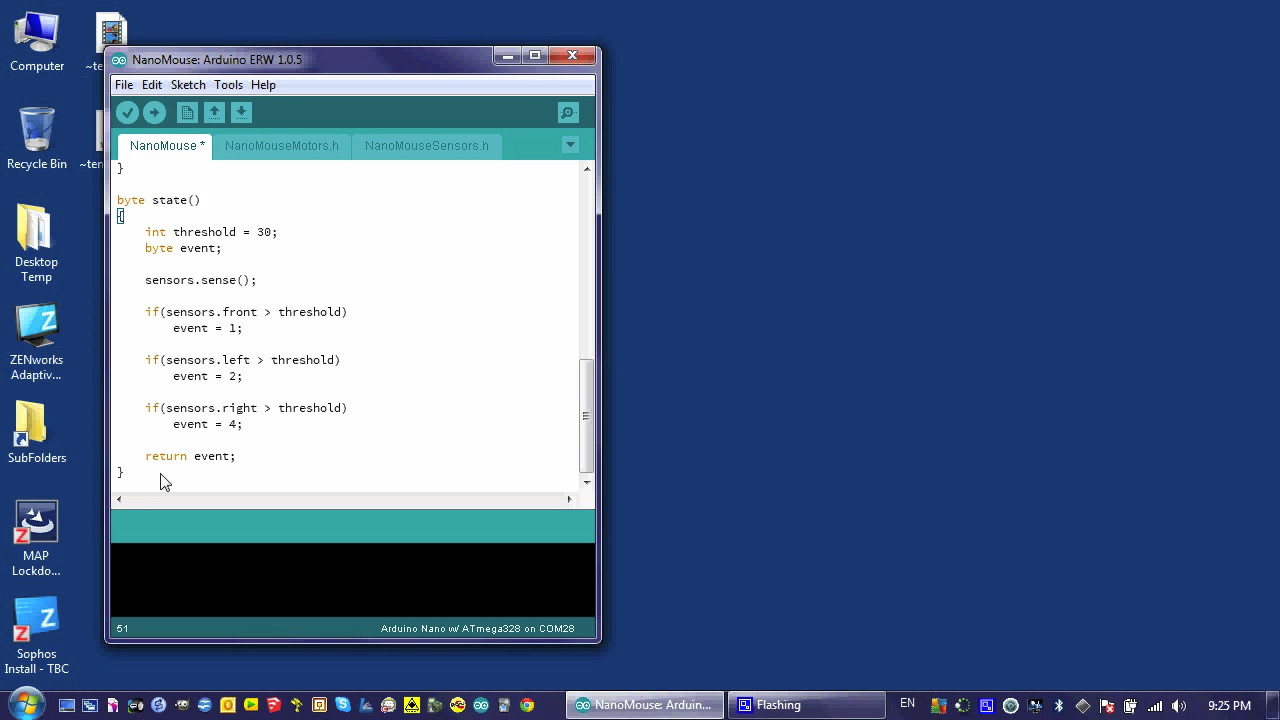 Computer
Recycle Bin
Desktop
Temp
ZENworks
Adaptiv...
SubFolders
MAP
Lockdo...
Sophos
Install - TBC
NanoMouse: Arduino ERW 1.0.5
File Edit Sketch Tools Help
NanoMouse * NanoMouseMotors.h NanoMouseSensors.h
}
byte state()
{
int threshold = 30;
byte event;
sensors.sense();
if(sensors.front > threshold)
event = 1;
if(sensors.left > threshold)
event = 2;
if(sensors.right > threshold)
event = 4;
return event;
}
51 Arduino Nano w/ ATmega328 on COM28
NanoMouse: Arduin... Flashing EN 9:25 PM